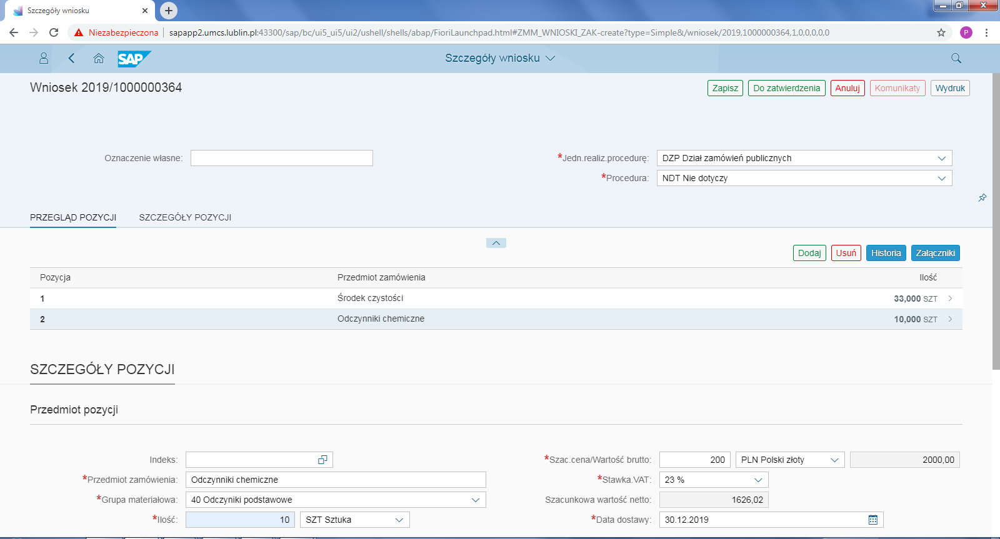 Szczegóły wniosku
Niezabezpieczona
sapapp2.umcs.lublin.pl:43300/sap/bc/ui5_ui5/ui2/ushell/shells/abap/FioriLaunchpad.html#ZMM_WNIOSKI_ZAK-create?type=Simple&/wniosek/2019,1000000364,1,0,0,0,0,0
P
SAP
Szczegóły wniosku
Wniosek 2019/1000000364
Zapisz Do zatwierdzenia Anuluj Komunikaty Wydruk
Oznaczenie własne:
*Jedn.realiz.procedurę: DZP Dział zamówień publicznych
*Procedura: NDT Nie dotyczy
PRZEGLĄD POZYCJI SZCZEGÓŁY POZYCJI
Dodaj Usuń Historia Załączniki
Pozycja Przedmiot zamówienia Ilość
1 Środek czystości 33,000 SZT
2 Odczynniki chemiczne 10,000 SZT
SZCZEGÓŁY POZYCJI
Przedmiot pozycji
Indeks: *Szac.cena/Wartość brutto: 200 PLN Polski złoty 2000,00
*Przedmiot zamówienia: Odczynniki chemiczne *Stawka.VAT: 23 %
*Grupa materiałowa: 40 Odczyniki podstawowe Szacunkowa wartość netto: 1626,02
*Ilość: 10 SZT Sztuka *Data dostawy: 30.12.2019